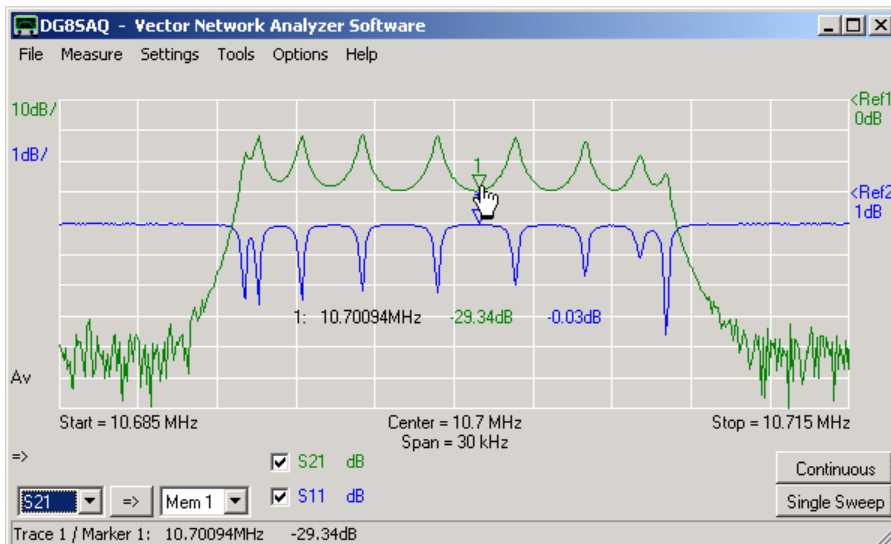 DG8SAQ - Vector Network Analyzer Software
File Measure Settings Tools Options Help
10dB/
<Ref1
0dB
1dB/
1
<Ref2
1dB
1: 10.70094MHz -29.34dB -0.03dB
Av
Start = 10.685 MHz Center = 10.7 MHz Stop = 10.715 MHz
Span = 30 kHz
=>
S21 dB
Continuous
S21 => Mem 1 S11 dB Single Sweep
Trace 1 / Marker 1: 10.70094MHz -29.34dB